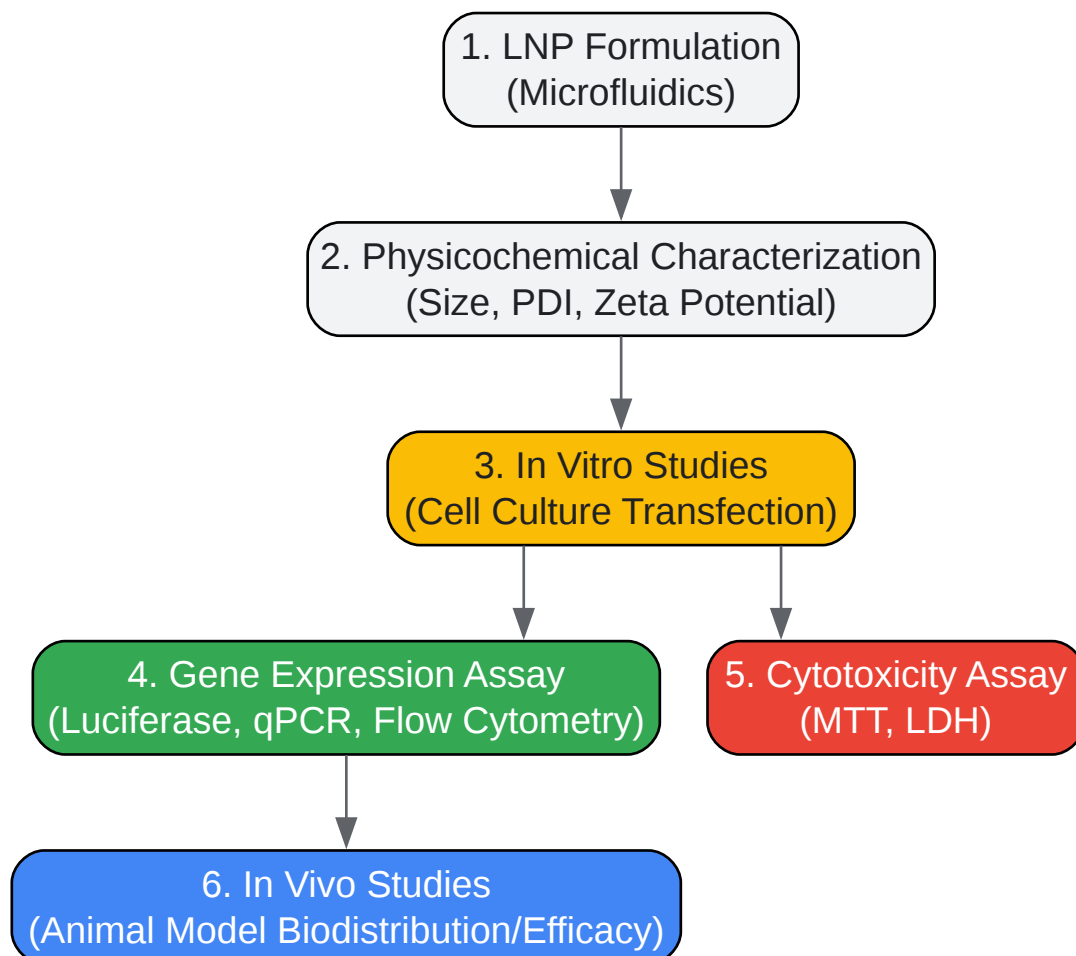 1. LNP Formulation
(Microfluidics)
2. Physicochemical Characterization
(Size, PDI, Zeta Potential)
3. In Vitro Studies
(Cell Culture Transfection)
4. Gene Expression Assay
(Luciferase, qPCR, Flow Cytometry)
5. Cytotoxicity Assay
(MTT, LDH)
6. In Vivo Studies
(Animal Model Biodistribution/Efficacy)